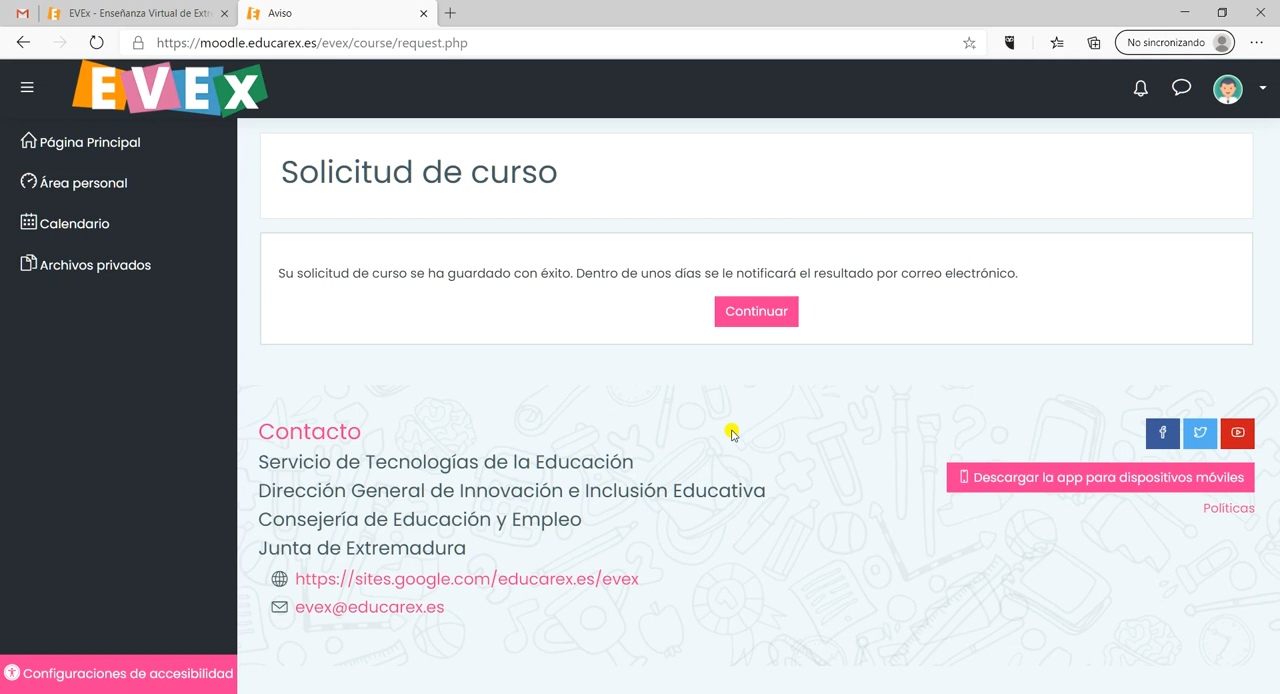 EVEx - Enseñanza Virtual de Extr
Aviso
https://moodle.educarex.es/evex/course/request.php
No sincronizando
EVEx
Página Principal
Área personal
Calendario
Archivos privados
Configuraciones de accesibilidad
Solicitud de curso
Su solicitud de curso se ha guardado con éxito. Dentro de unos días se le notificará el resultado por correo electrónico.
Continuar
Contacto
Servicio de Tecnologías de la Educación
Dirección General de Innovación e Inclusión Educativa
Consejería de Educación y Empleo
Junta de Extremadura
https://sites.google.com/educarex.es/evex
evex@educarex.es
Descargar la app para dispositivos móviles
Políticas